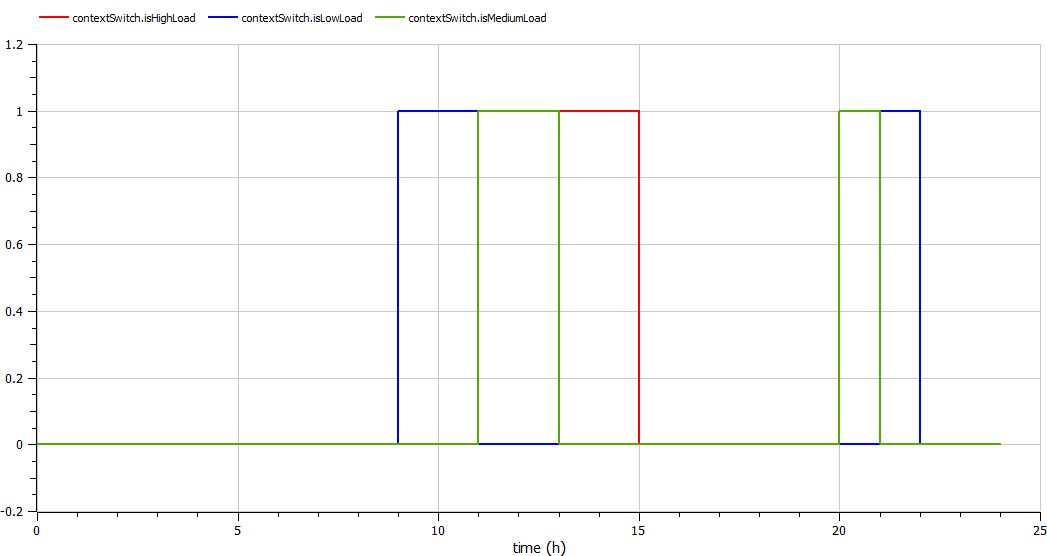 contextSwitch.isHighLoad contextSwitch.isLowLoad contextSwitch.isMediumLoad
1.2
1
0.8
0.6
0.4
0.2
0
-0.2
0 5 10 15 20 25
time (h)